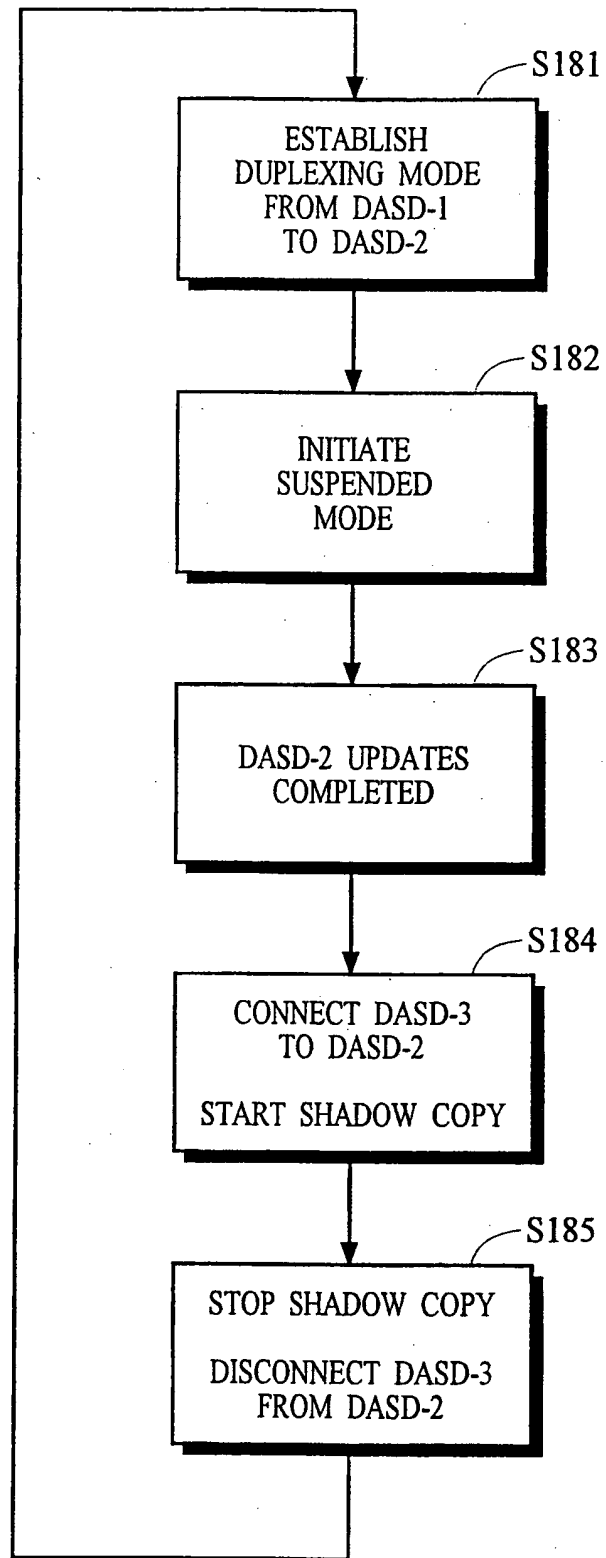 S181
ESTABLISH
DUPLEXING MODE
FROM DASD-1
TO DASD-2
S182
INITIATE
SUSPENDED
MODE
S183
DASD-2 UPDATES
COMPLETED
S184
CONNECT DASD-3
TO DASD-2
START SHADOW COPY
S185
STOP SHADOW COPY
DISCONNECT DASD-3
FROM DASD-2